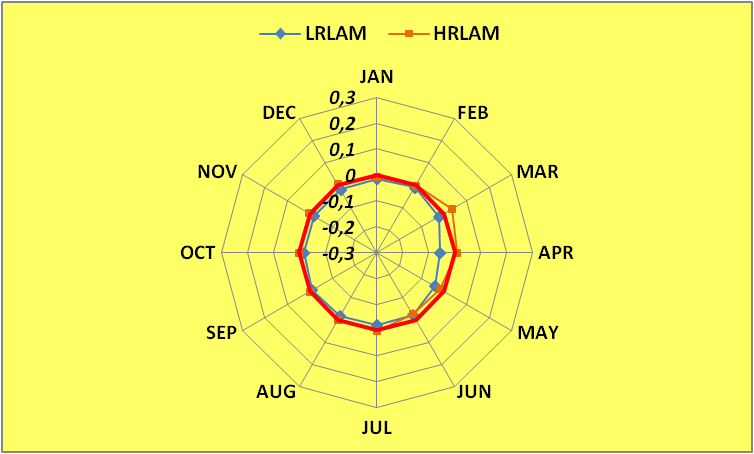 LRLAM HRLAM
JAN
0,3
DEC FEB
0,2
0,1
NOV MAR
0
-0,1
-0,2
OCT -0,3 APR
SEP MAY
AUG JUN
JUL